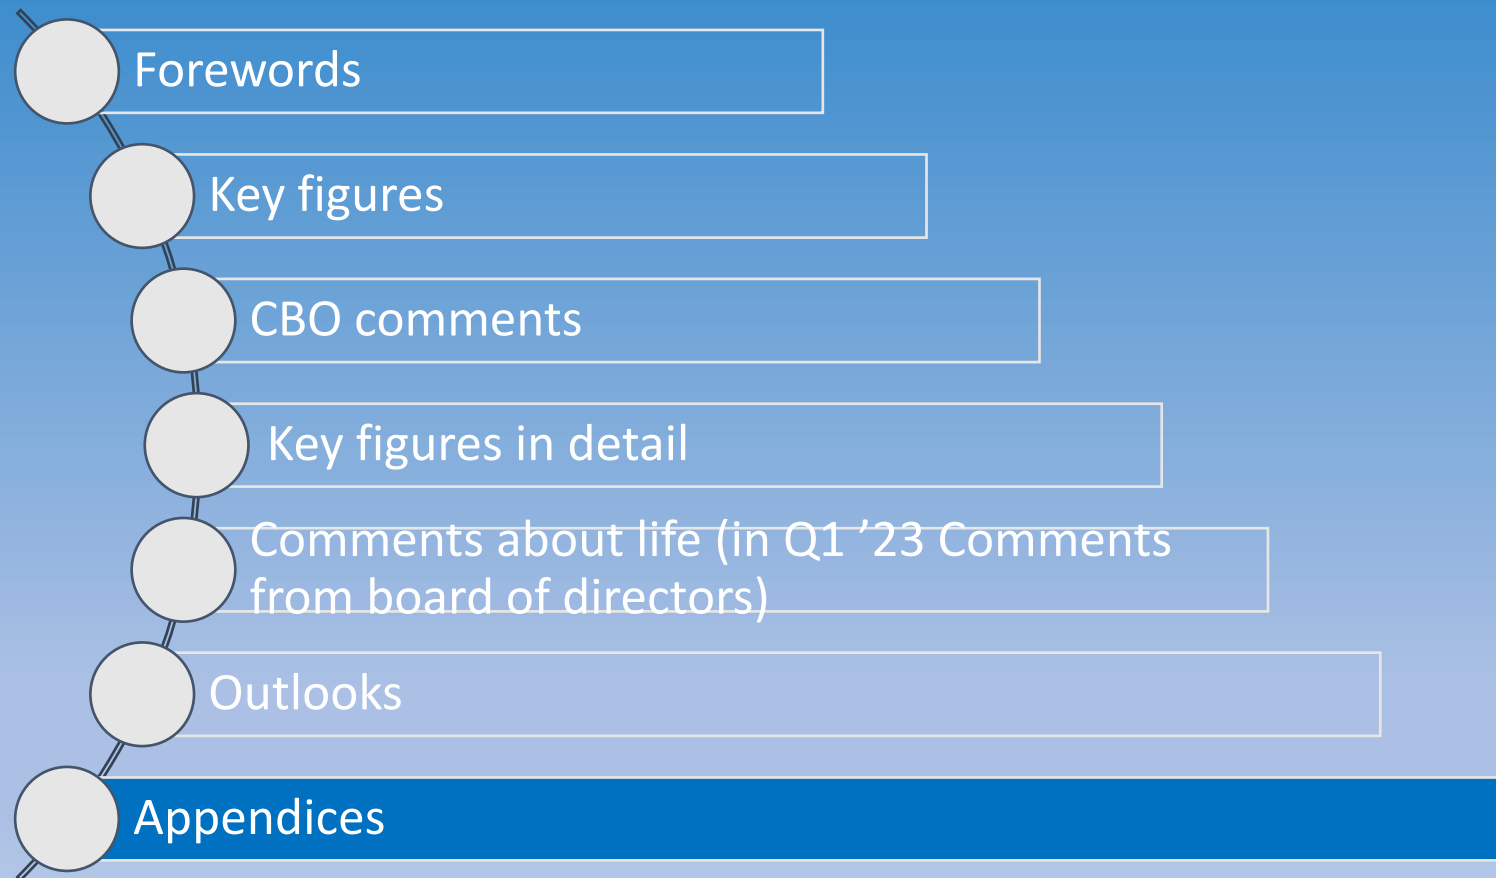 Forewords
Key figures
CBO comments
Key figures in detail
Comments about life (in Q1 ’23 Comments
from board of directors)
Outlooks
Appendices